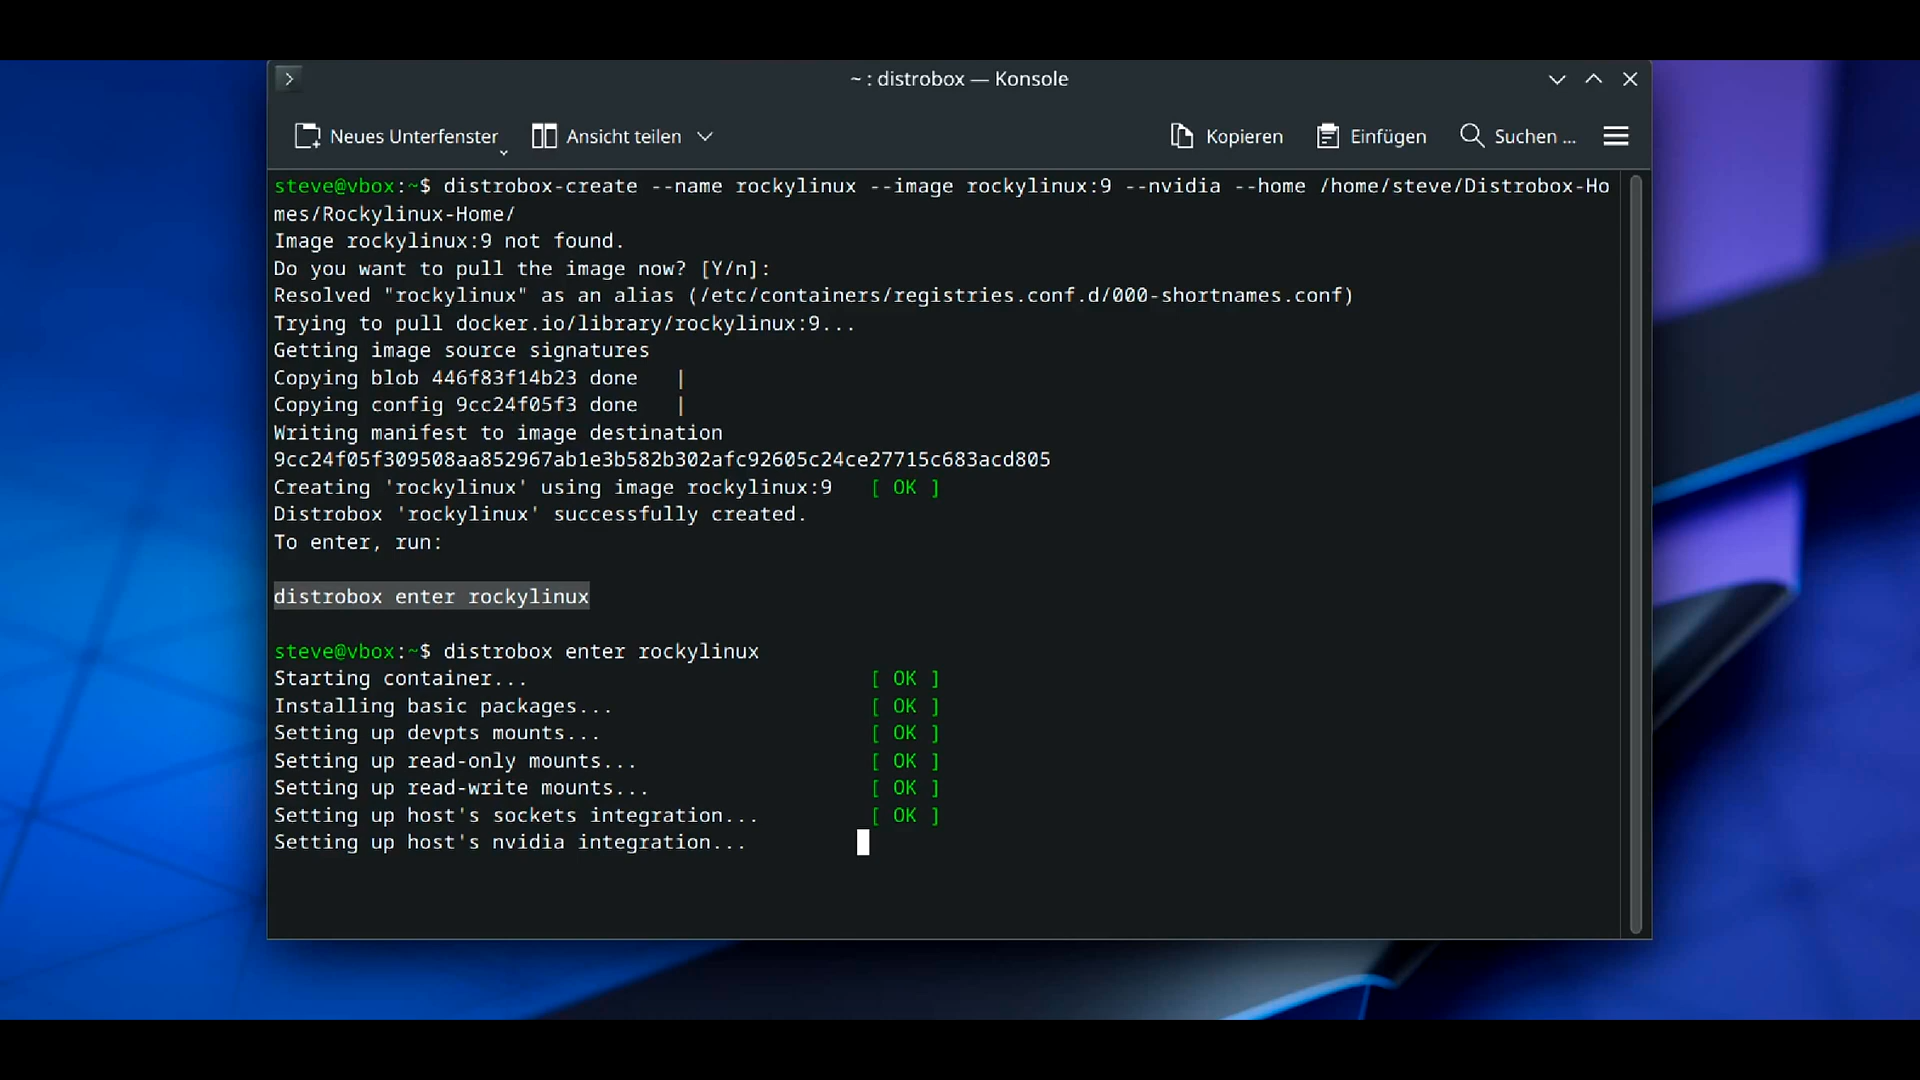 ~ : distrobox — Konsole
Neues Unterfenster
Ansicht teilen
Kopieren
Einfügen
Suchen ...
steve@vbox:~$ distrobox-create --name rockylinux --image rockylinux:9 --nvidia --home /home/steve/Distrobox-Ho
mes/Rockylinux-Home/
Image rockylinux:9 not found.
Do you want to pull the image now? [Y/n]:
Resolved "rockylinux" as an alias (/etc/containers/registries.conf.d/000-shortnames.conf)
Trying to pull docker.io/library/rockylinux:9...
Getting image source signatures
Copying blob 446f83f14b23 done   |
Copying config 9cc24f05f3 done   |
Writing manifest to image destination
9cc24f05f309508aa852967ab1e3b582b302afc92605c24ce27715c683acd805
Creating 'rockylinux' using image rockylinux:9   [ OK ]
Distrobox 'rockylinux' successfully created.
To enter, run:
distrobox enter rockylinux
steve@vbox:~$ distrobox enter rockylinux
Starting container...                            [ OK ]
Installing basic packages...                     [ OK ]
Setting up devpts mounts...                      [ OK ]
Setting up read-only mounts...                   [ OK ]
Setting up read-write mounts...                  [ OK ]
Setting up host's sockets integration...         [ OK ]
Setting up host's nvidia integration...